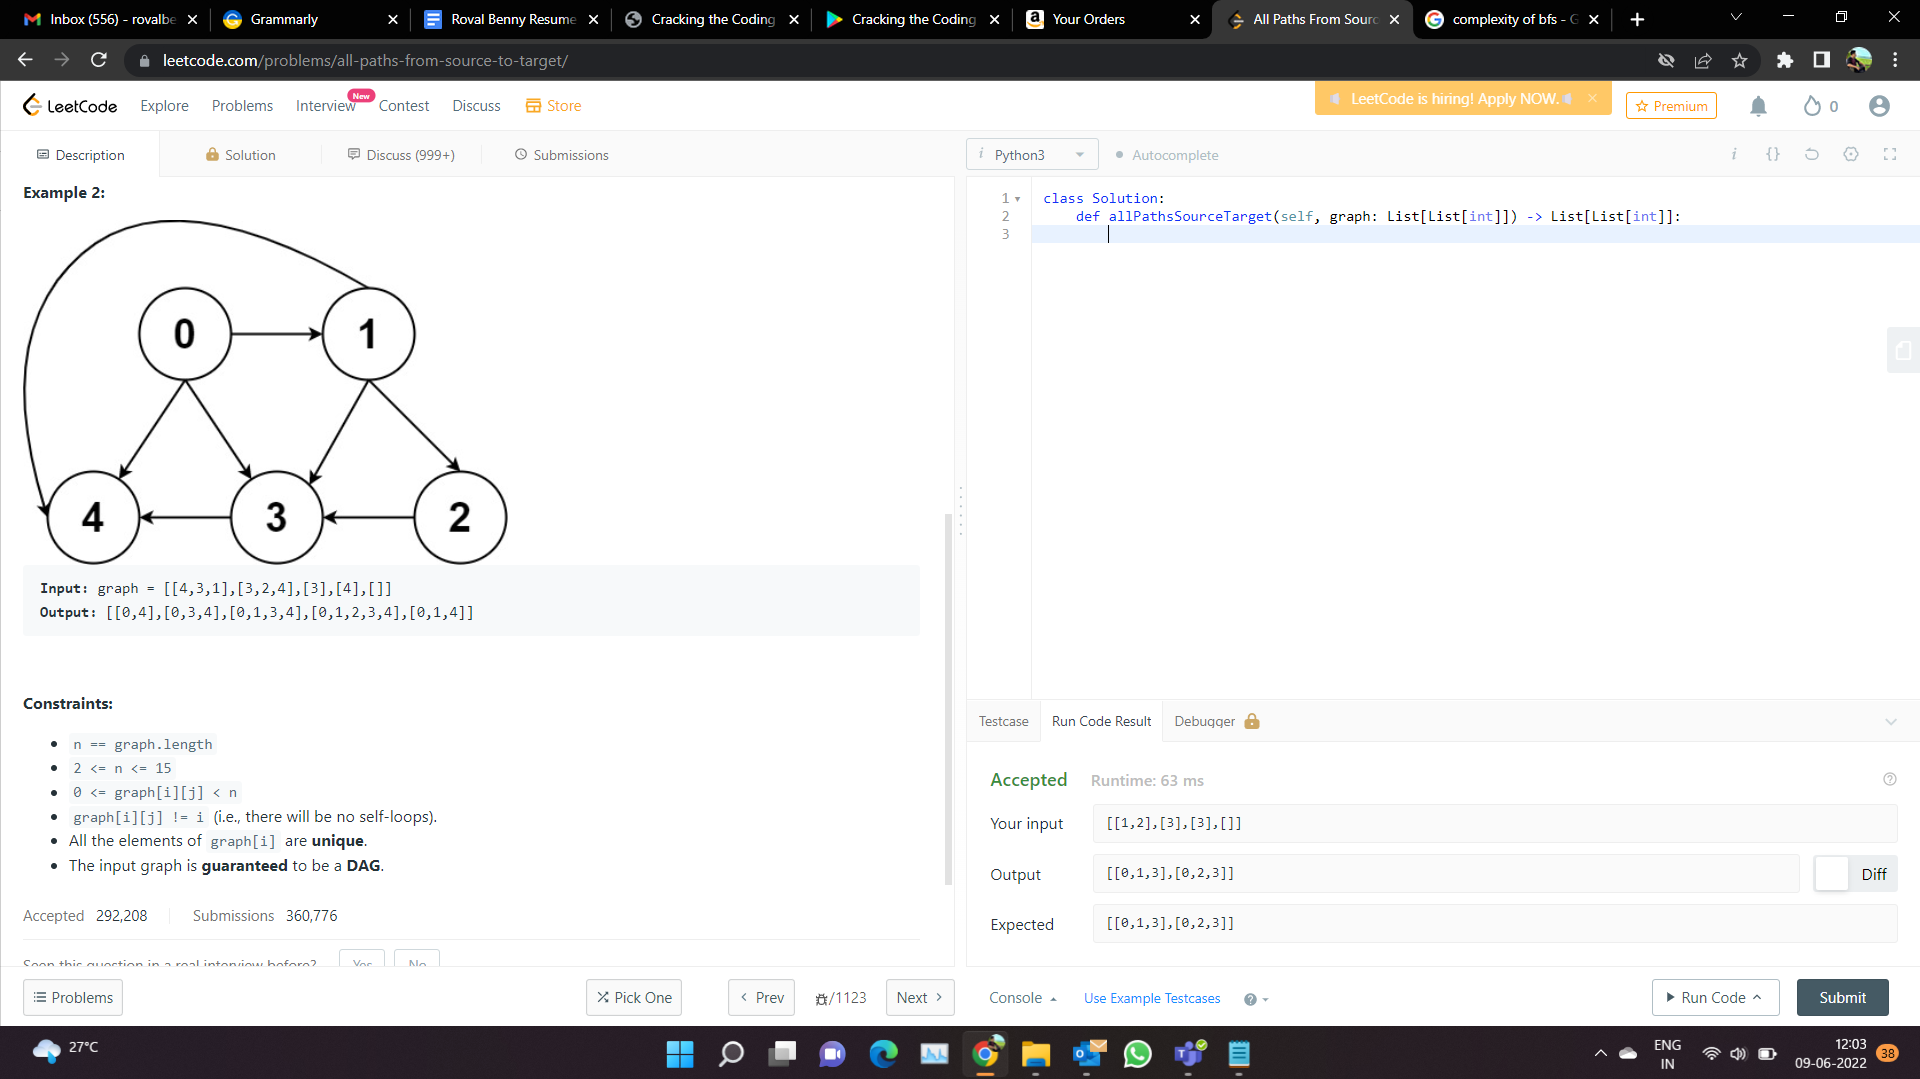 Inbox (556) - rovalbe
Grammarly
Roval Benny Resume
Cracking the Coding
Cracking the Coding
Your Orders
All Paths From Sourc
complexity of bfs - G
leetcode.com/problems/all-paths-from-source-to-target/
LeetCode
Explore
Problems
Interview
New
Contest
Discuss
Store
LeetCode is hiring! Apply NOW.
Premium
0
Description
Solution
Discuss (999+)
Submissions
i Python3
Autocomplete
i {}
Example 2:
0
1
4
3
2
Input: graph = [[4,3,1],[3,2,4],[3],[4],[]]
Output: [[0,4],[0,3,4],[0,1,3,4],[0,1,2,3,4],[0,1,4]]
Constraints:
n == graph.length
2 <= n <= 15
0 <= graph[i][j] < n
graph[i][j] != i (i.e., there will be no self-loops).
All the elements of graph[i] are unique.
The input graph is guaranteed to be a DAG.
Accepted 292,208 Submissions 360,776
Seen this question in a real interview before? Yes No
Problems
Pick One
Prev
/1123
Next
1 class Solution:
2 def allPathsSourceTarget(self, graph: List[List[int]]) -> List[List[int]]:
3
Testcase
Run Code Result
Debugger
Accepted Runtime: 63 ms
Your input [[1,2],[3],[3],[]]
Output [[0,1,3],[0,2,3]]
Diff
Expected [[0,1,3],[0,2,3]]
Console
Use Example Testcases
Run Code
Submit
27°C
ENG
IN
12:03
09-06-2022
38